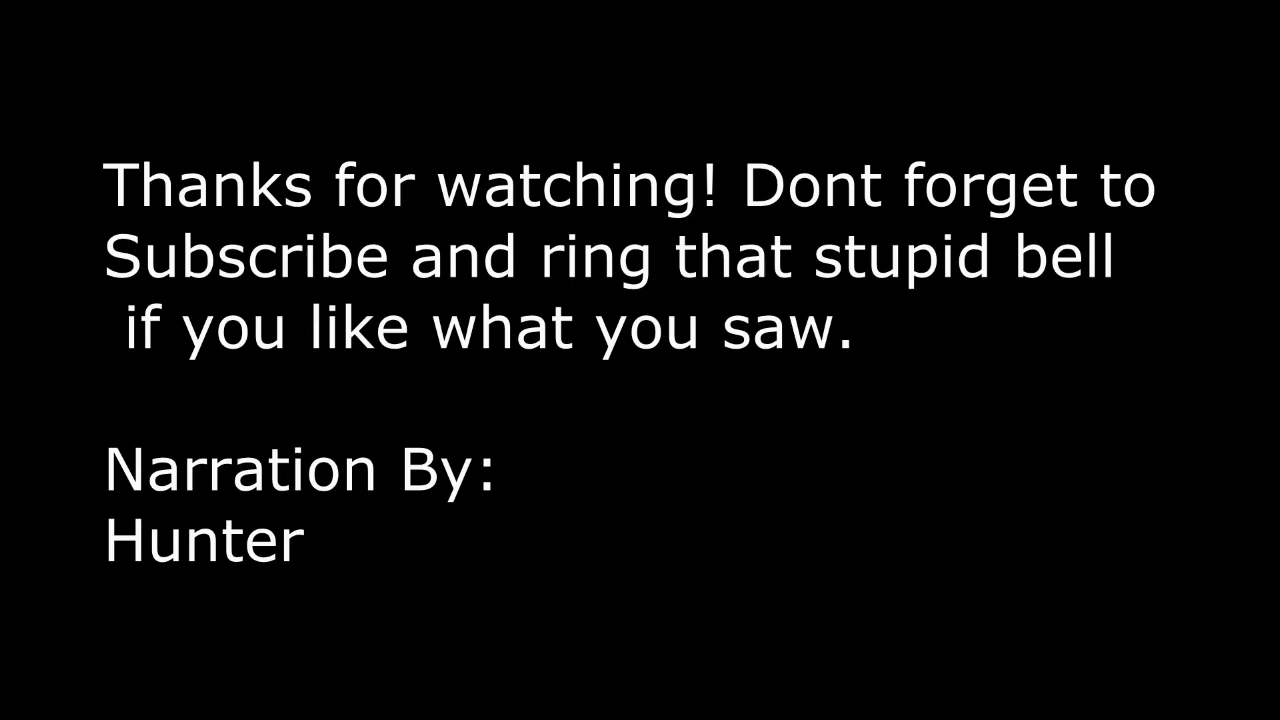 Thanks for watching! Dont forget to
Subscribe and ring that stupid bell
if you like what you saw.
Narration By:
Hunter